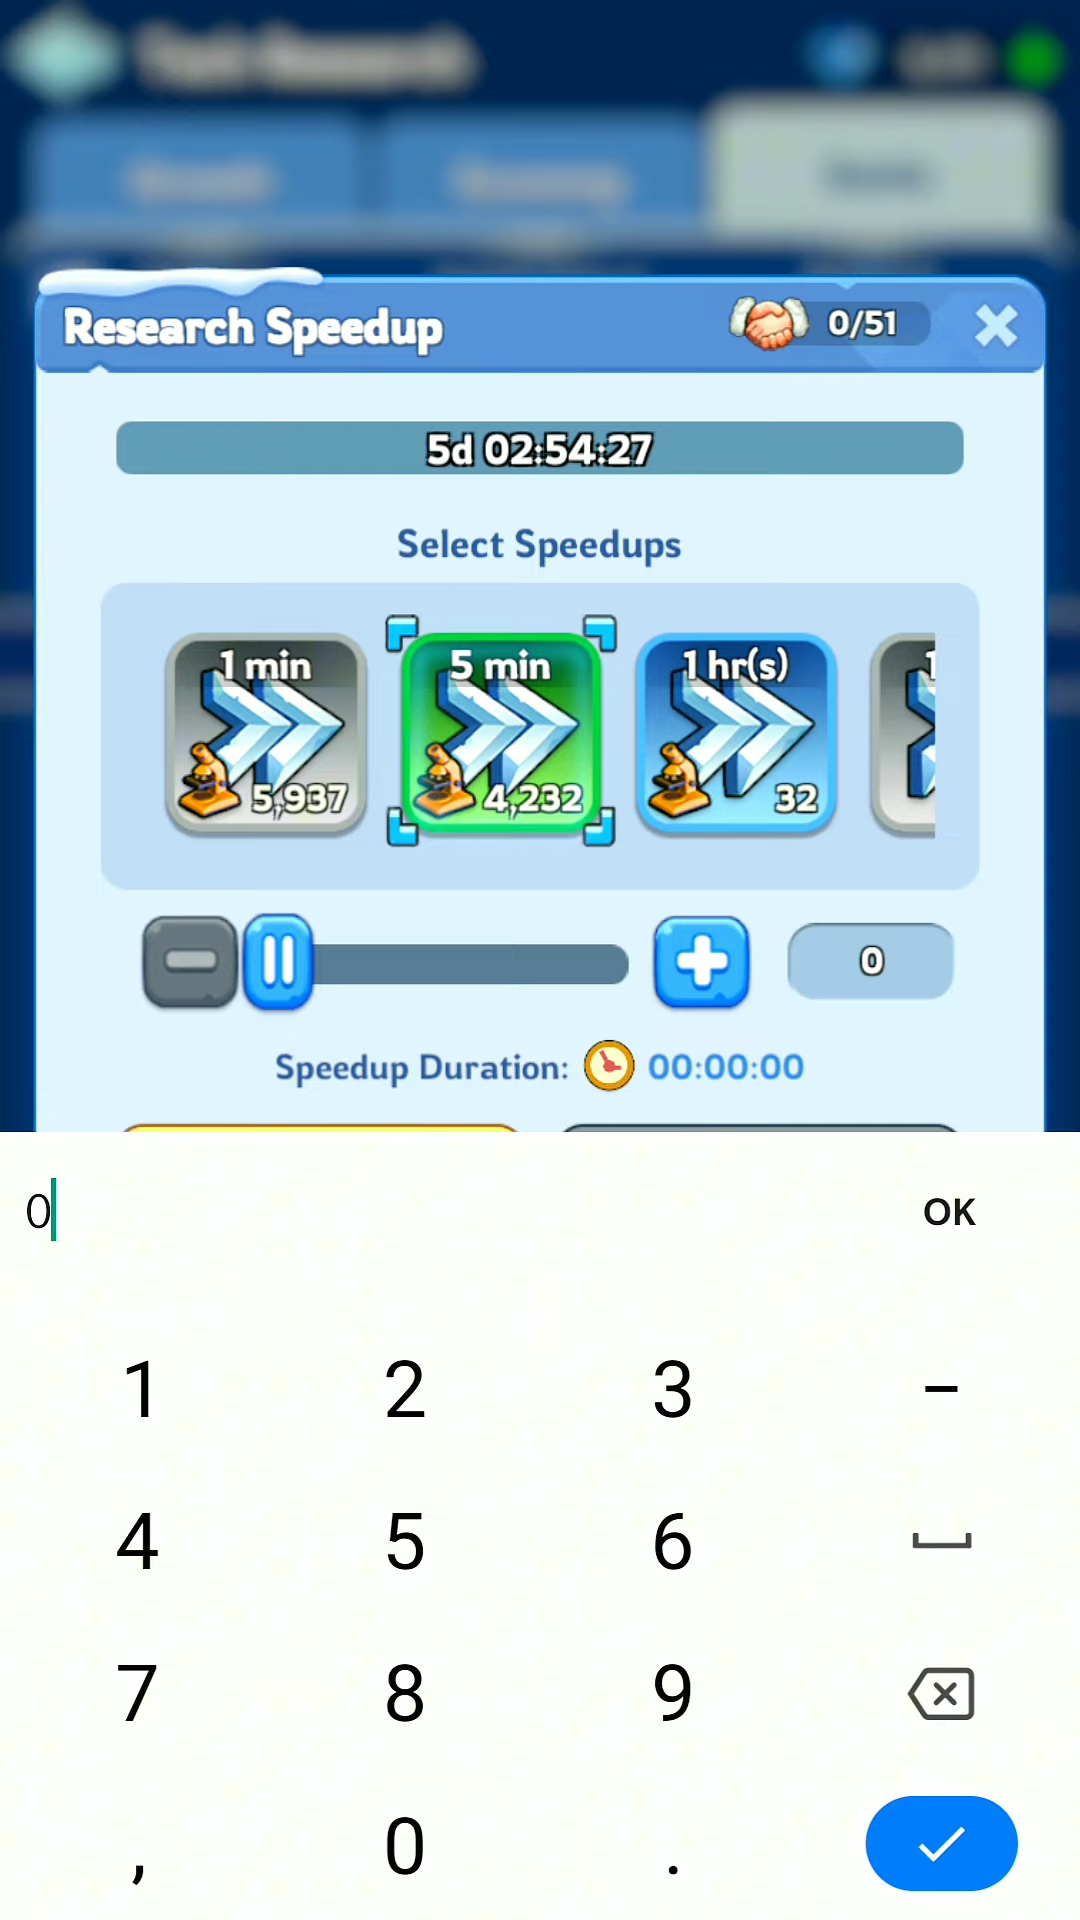 Research Speedup
0/51
5d 02:54:27
Select Speedups
1 min
5 min
1 hr(s)
5,937
4,232
32
0
Speedup Duration: 00:00:00
0
OK
1 2 3 –
4 5 6
7 8 9
, 0 .